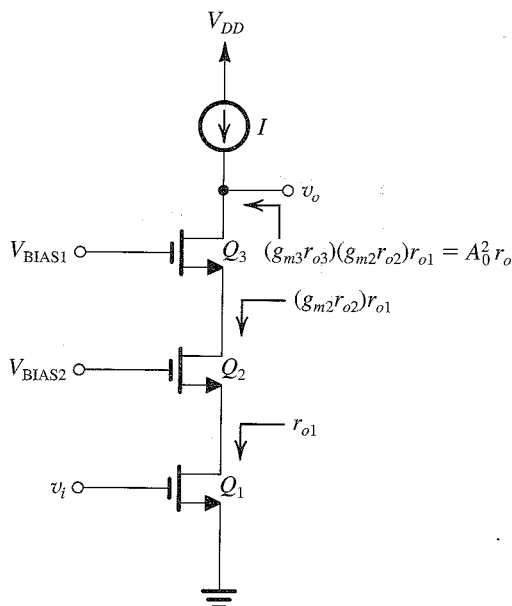 V_DD
I
v_o
V_BIAS1
Q_3
(g_m3 r_o3)(g_m2 r_o2)r_o1 = A_0^2 r_o
(g_m2 r_o2)r_o1
V_BIAS2
Q_2
r_o1
v_i
Q_1